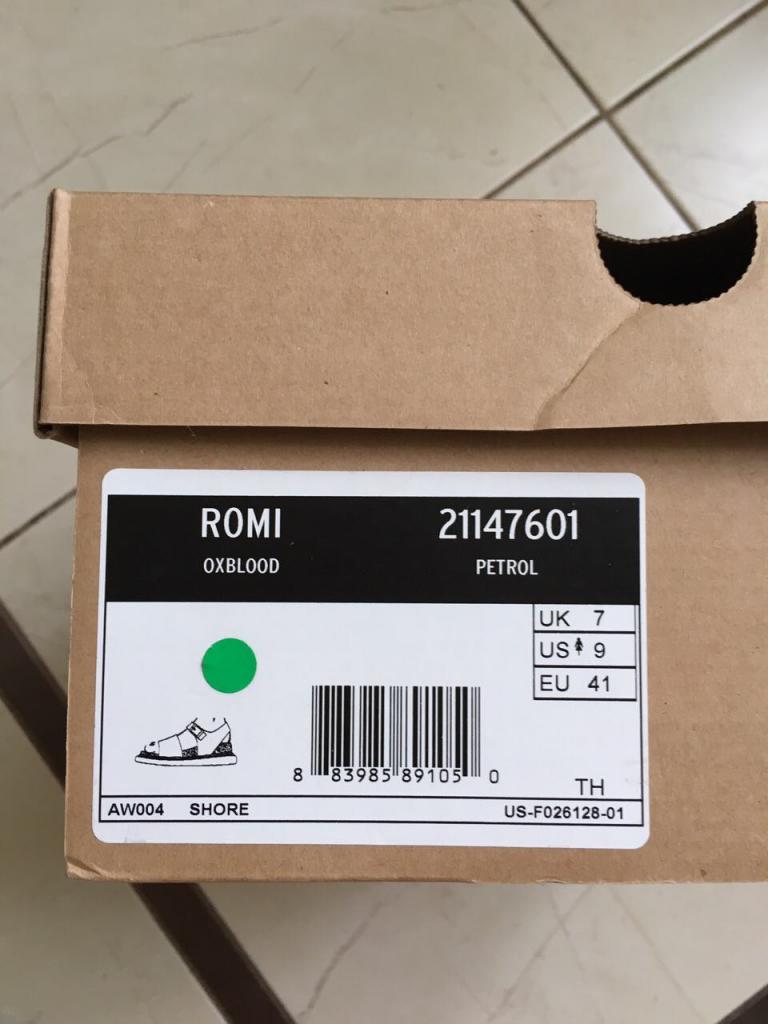 ROMI 21147601
OXBLOOD PETROL
UK 7
US 9
EU 41
8 83985 89105 0
TH
AW004 SHORE US-F026128-01